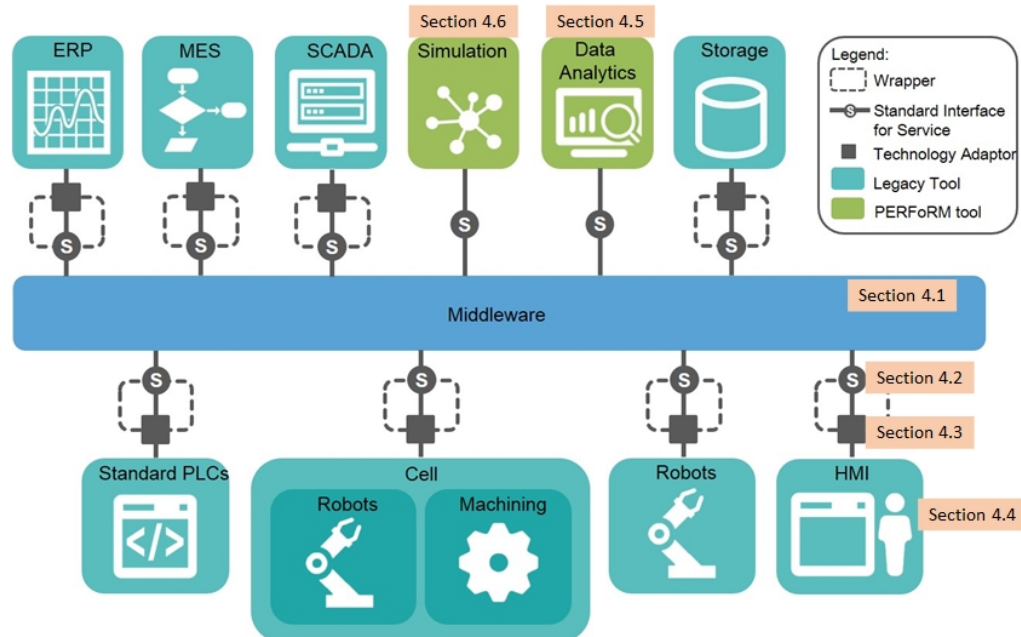 Section 4.6
Section 4.5
ERP
MES
SCADA
Simulation
Data
Analytics
Storage
Legend:
Wrapper
S
Standard Interface
for Service
Technology Adaptor
Legacy Tool
PERFoRM tool
S
S
S
S
S
S
Section 4.1
Middleware
S
S
S
S
Section 4.2
Section 4.3
Standard PLCs
Cell
Robots
HMI
Robots
Machining
</>
Section 4.4